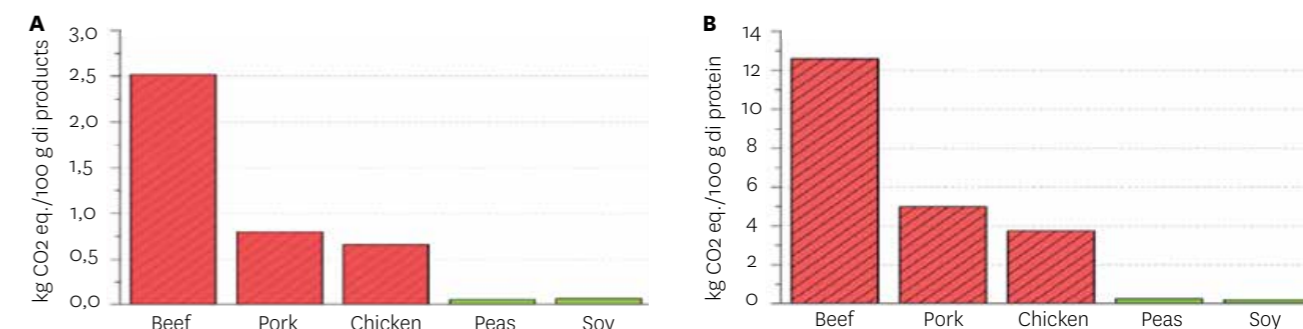 A
kg CO2 eq./100 g di products
3,0
2,5
2,0
1,5
1,0
0,5
0,0
Beef Pork Chicken Peas Soy
B
kg CO2 eq./100 g di protein
14
12
10
8
6
4
2
0
Beef Pork Chicken Peas Soy